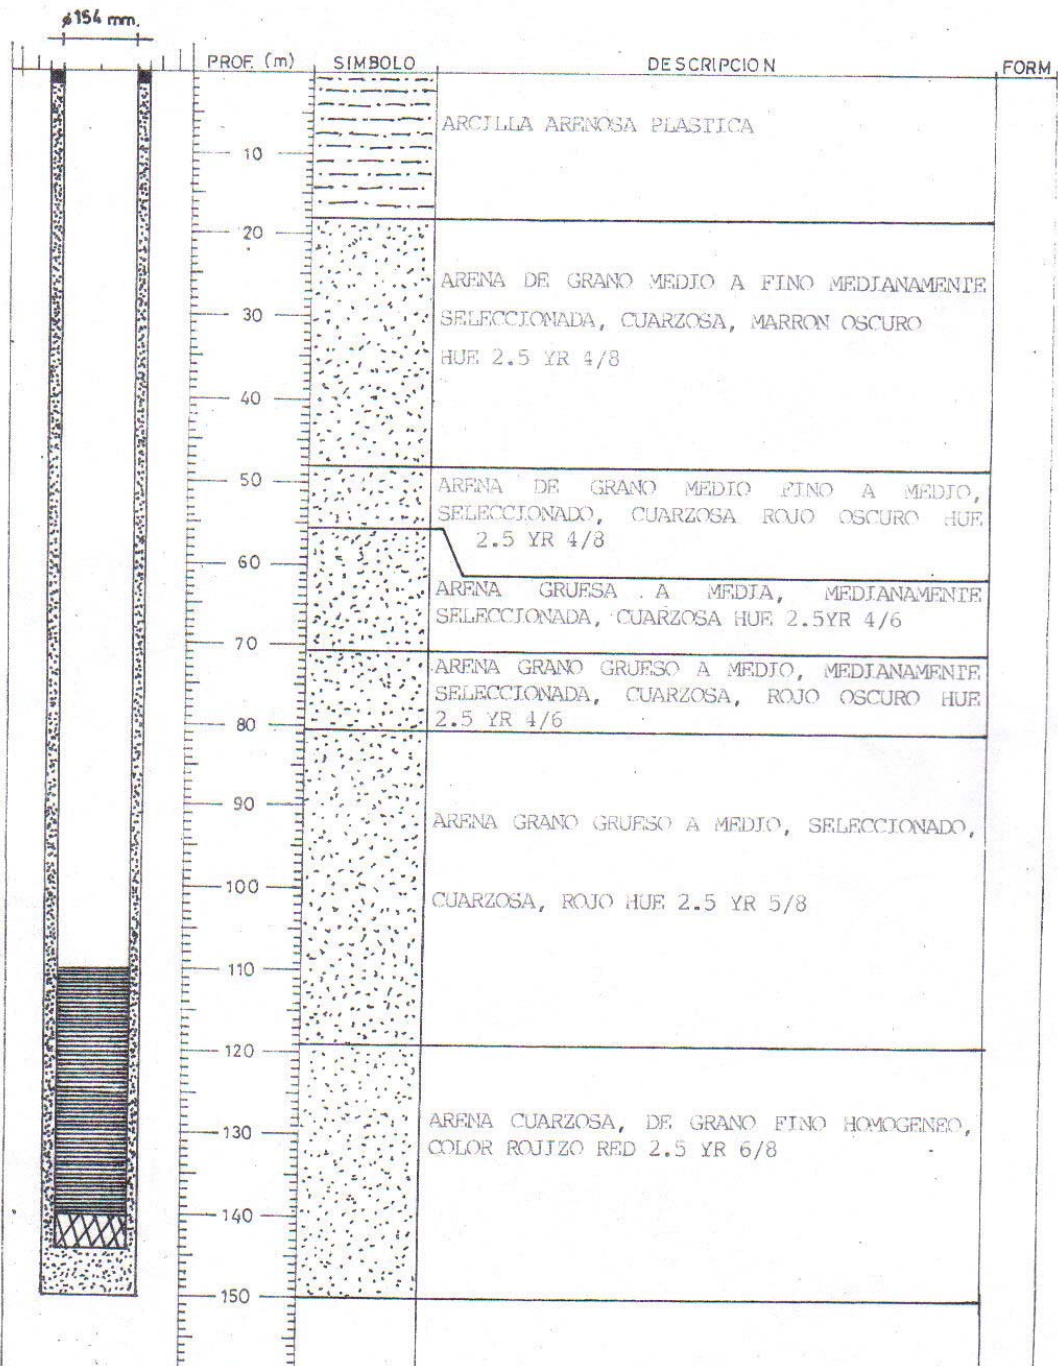 ø154 mm.
PROF. (m) SIMBOLO DESCRIPCION FORM
ARCILLA ARENOSA PLASTICA
10
20
ARENA DE GRANO MEDIO A FINO MEDIANAMENTE
30
SELECCIONADA, CUARZOSA, MARRON OSCURO
HUE 2.5 YR 4/8
40
50
ARENA DE GRANO MEDIO FINO A MEDIO,
SELECCIONADO, CUARZOSA ROJO OSCURO HUE
2.5 YR 4/8
60
ARENA GRUESA A MEDIA, MEDIANAMENTE
SELECCIONADA, CUARZOSA HUE 2.5YR 4/6
70
ARENA GRANO GRUESO A MEDIO, MEDIANAMENTE
SELECCIONADA, CUARZOSA, ROJO OSCURO HUE
2.5 YR 4/6
80
90
ARENA GRANO GRUESO A MEDIO, SELECCIONADO,
100
CUARZOSA, ROJO HUE 2.5 YR 5/8
110
120
ARENA CUARZOSA, DE GRANO FINO HOMOGENEO,
130
COLOR ROJIZO RED 2.5 YR 6/8
140
150